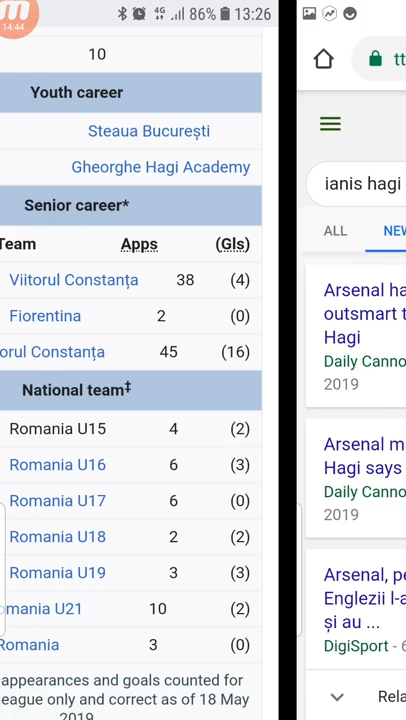 14:44
4G 86% 13:26
10
Youth career
Steaua București
Gheorghe Hagi Academy
Senior career*
Team Apps (Gls)
Viitorul Constanța 38 (4)
Fiorentina 2 (0)
orul Constanța 45 (16)
National team‡
Romania U15 4 (2)
Romania U16 6 (3)
Romania U17 6 (0)
Romania U18 2 (2)
Romania U19 3 (3)
omania U21 10 (2)
Romania 3 (0)
appearances and goals counted for
eague only and correct as of 18 May
2019
tt
ianis hagi
ALL NEW
Arsenal ha
outsmart t
Hagi
Daily Canno
2019
Arsenal m
Hagi says
Daily Canno
2019
Arsenal, pe
Englezii l-a
și au ...
DigiSport - 6
Rela